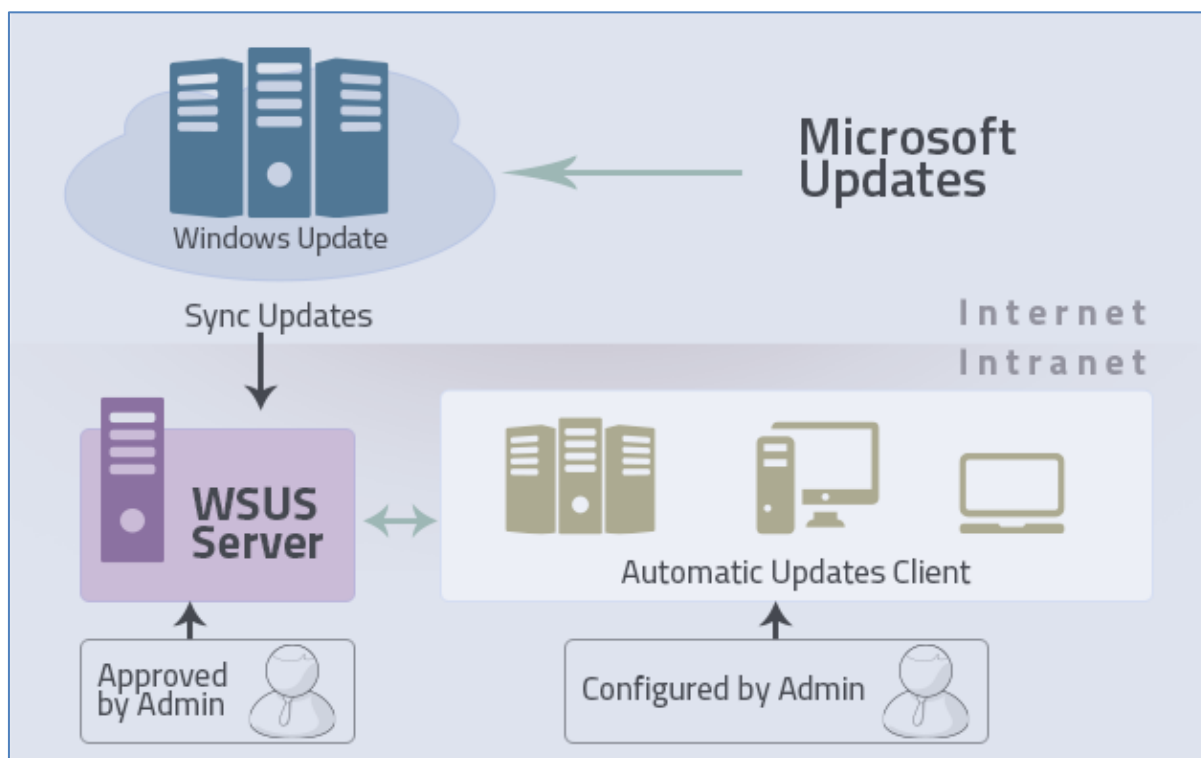 Microsoft
Updates
Windows Update
Sync Updates
Internet
Intranet
WSUS
Server
Automatic Updates Client
Approved
by Admin
Configured by Admin